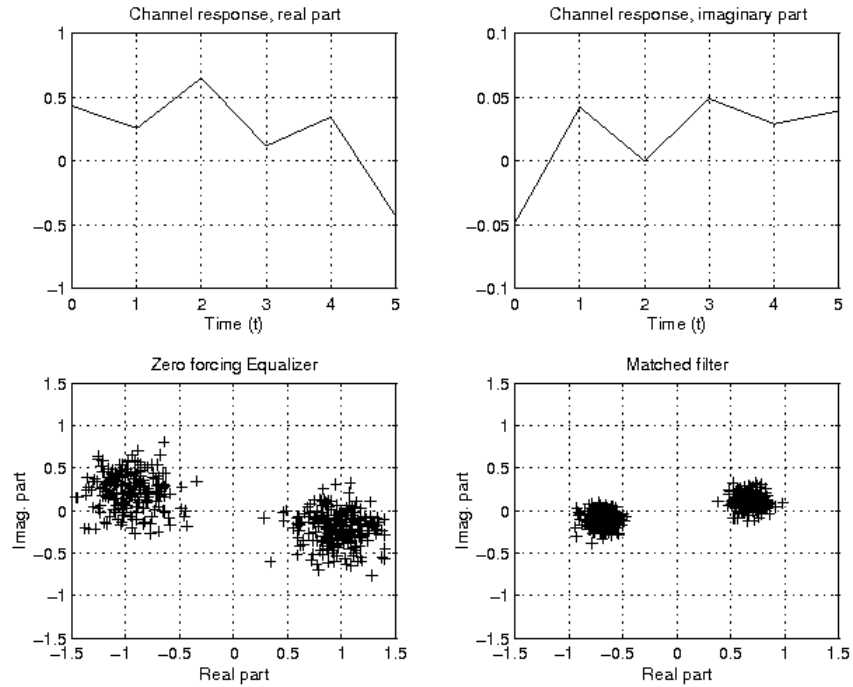 Channel response, real part
1
0.5
0
−0.5
−1
0 1 2 3 4 5
Time (t)
Channel response, imaginary part
0.1
0.05
0
−0.05
−0.1
0 1 2 3 4 5
Time (t)
Zero forcing Equalizer
1.5
1
0.5
0
−0.5
−1
−1.5
Imag. part
−1.5 −1 −0.5 0 0.5 1 1.5
Real part
Matched filter
1.5
1
0.5
0
−0.5
−1
−1.5
Imag. part
−1.5 −1 −0.5 0 0.5 1 1.5
Real part